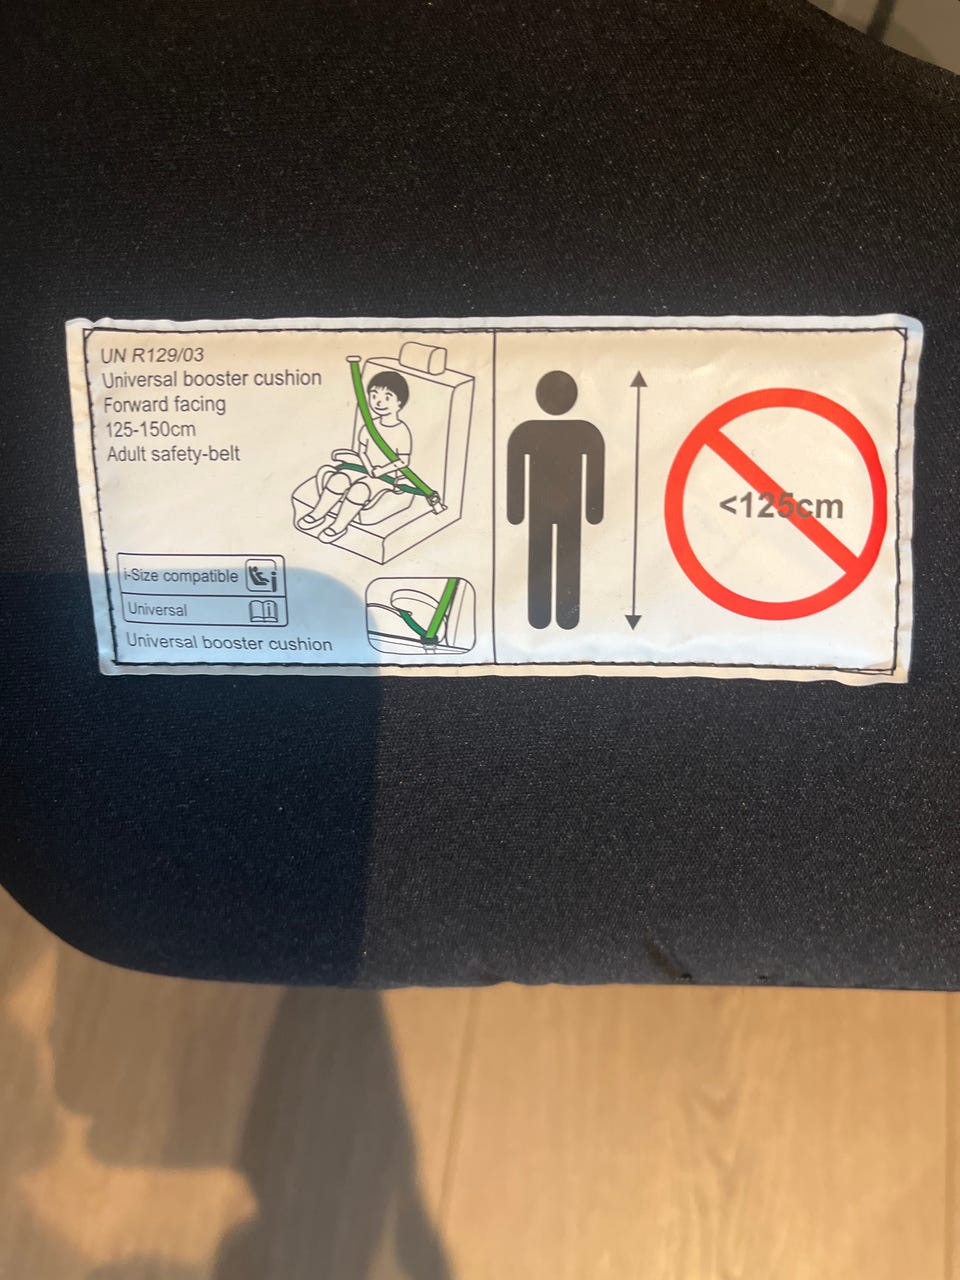 UN R129/03
Universal booster cushion
Forward facing
125-150cm
Adult safety-belt
i-Size compatible
Universal
Universal booster cushion
<125cm